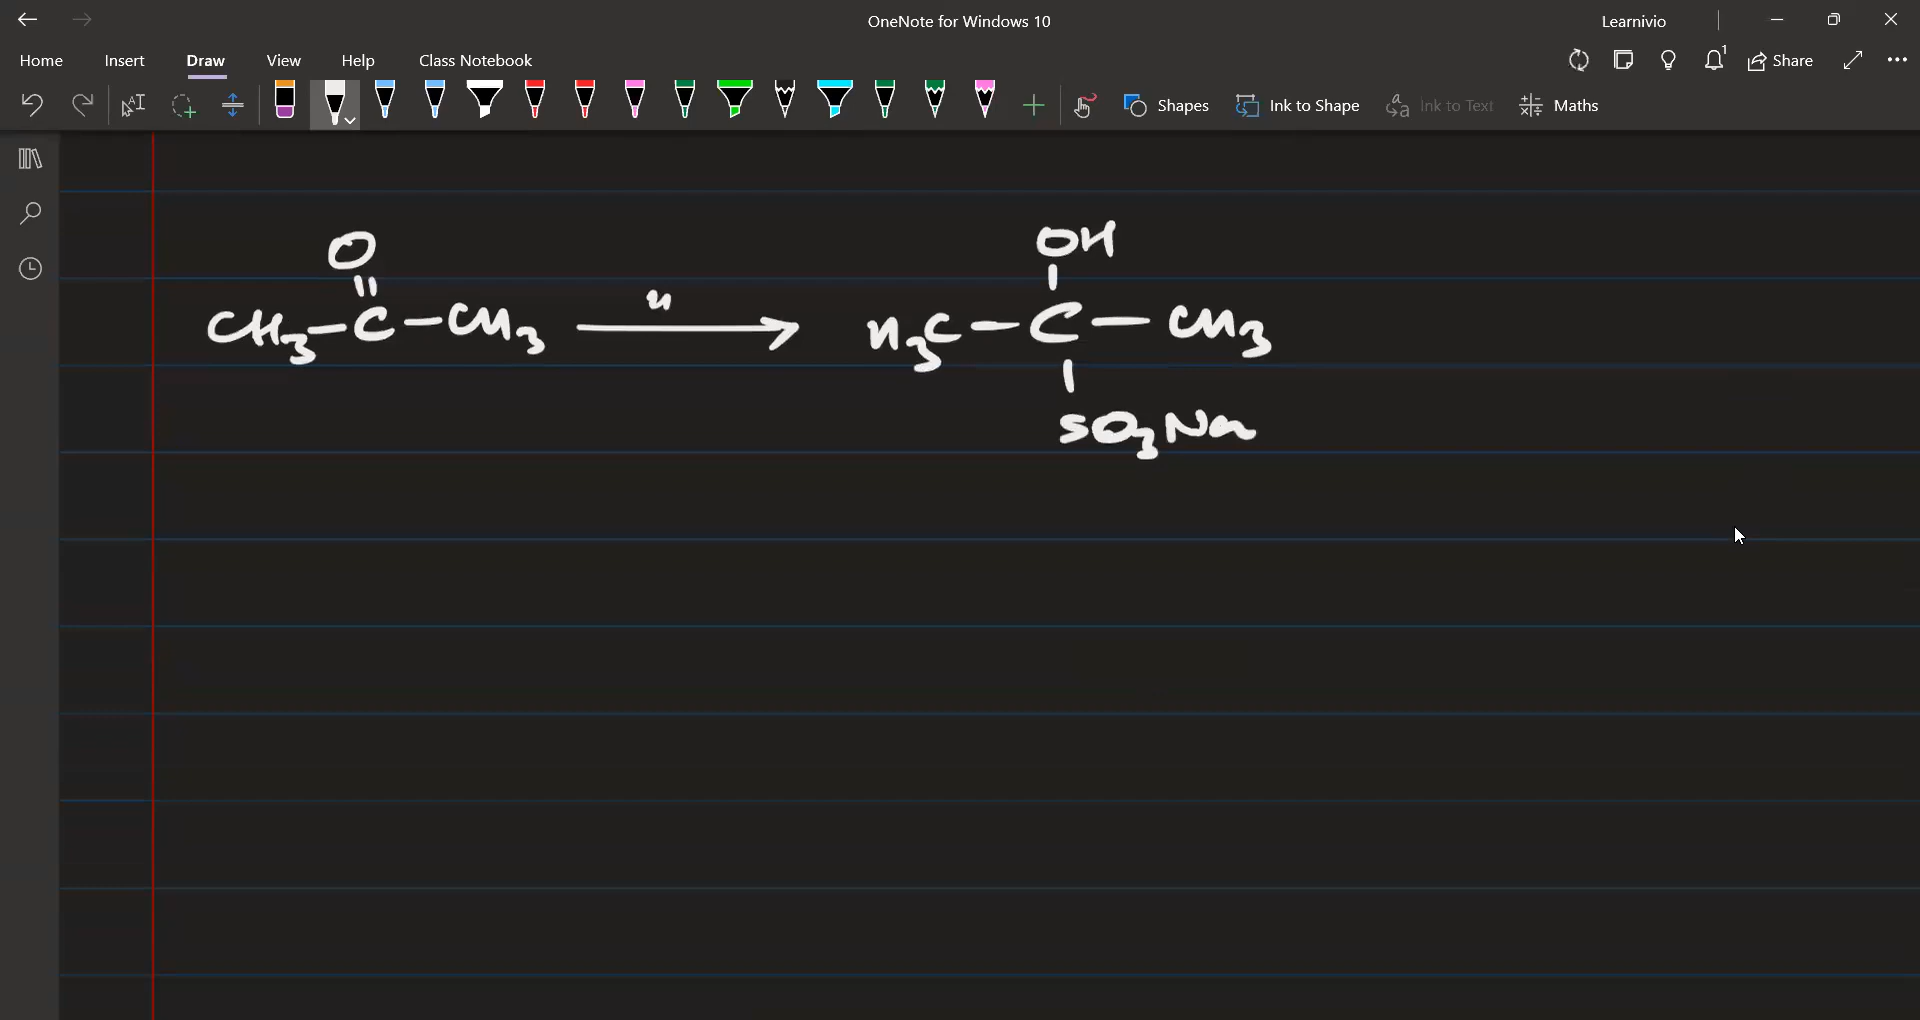 OneNote for Windows 10
Learnivio
Home Insert Draw View Help Class Notebook
1
Share
Shapes Ink to Shape Ink to Text Maths
O
||
CH3-C-CH3 x → H3C-C-CH3
OH
|
|
SO3Na